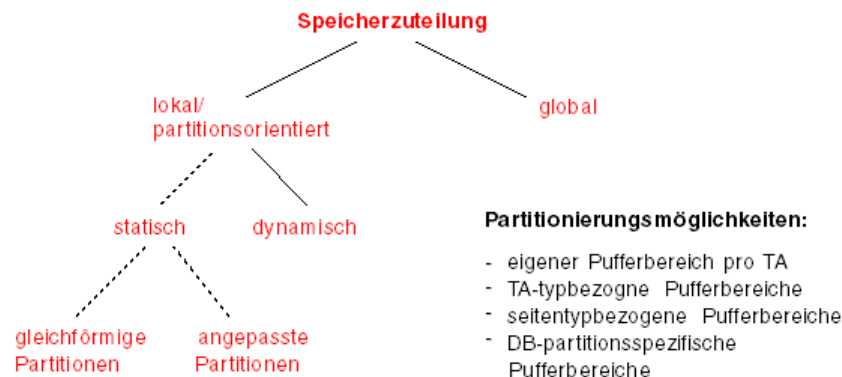 Speicherzuteilung
lokal/
partitionsorientiert
global
statisch
dynamisch
gleichförmige
Partitionen
angepasste
Partitionen
Partitionierungsmöglichkeiten:
- eigener Pufferbereich pro TA
- TA-typbezogne Pufferbereiche
- seitentypbezogene Pufferbereiche
- DB-partitionsspezifische
Pufferbereiche